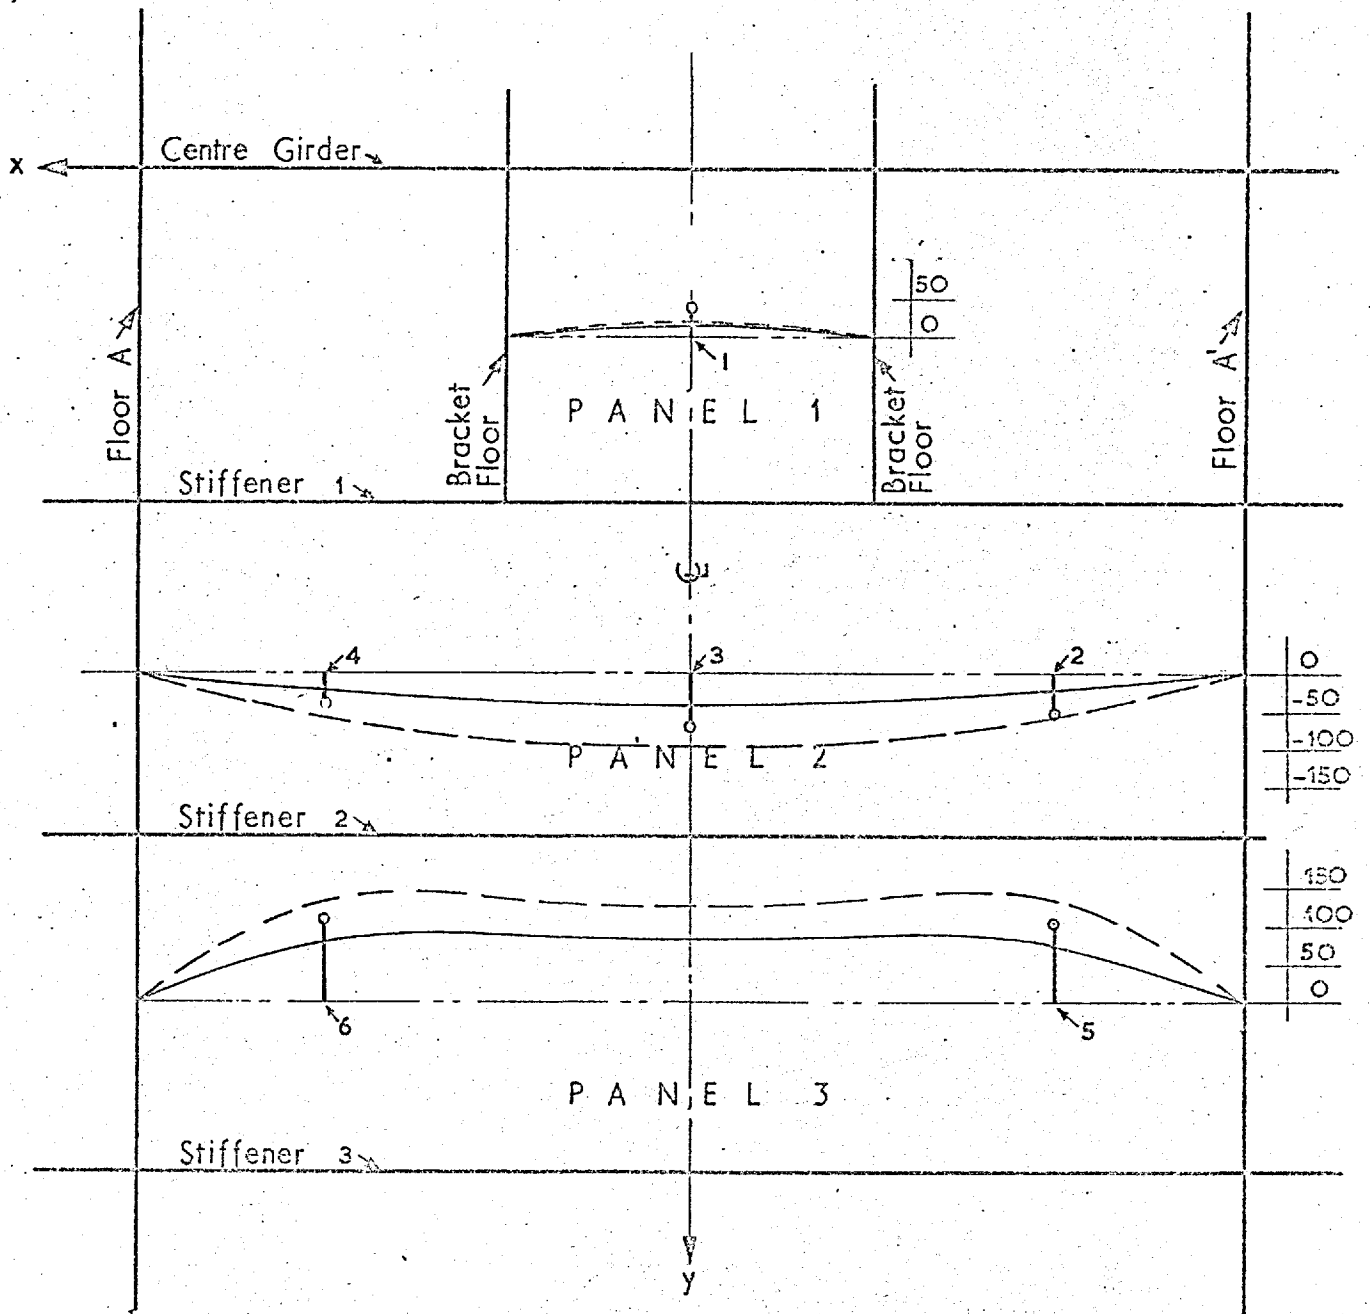 x
Centre Girder
50
0
1
Floor A
Bracket
Floor
PANEL 1
Bracket
Floor
Floor A'
Stiffener 1
4
3
2
0
-50
-100
-150
PANEL 2
Stiffener 2
150
100
50
0
6
5
PANEL 3
Stiffener 3
y